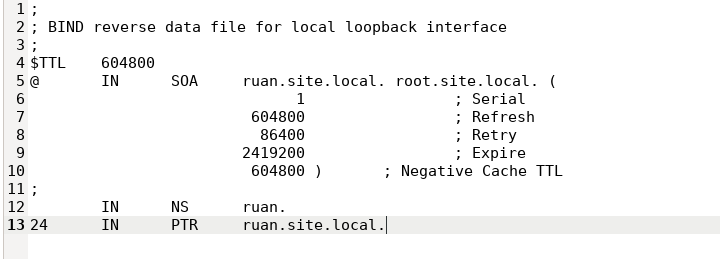 1 ;
2 ; BIND reverse data file for local loopback interface
3 ;
4 $TTL    604800
5 @       IN      SOA     ruan.site.local. root.site.local. (
6                               1                 ; Serial
7                          604800                 ; Refresh
8                           86400                 ; Retry
9                         2419200                 ; Expire
10                         604800 )       ; Negative Cache TTL
11 ;
12         IN      NS      ruan.
13 24      IN      PTR     ruan.site.local.